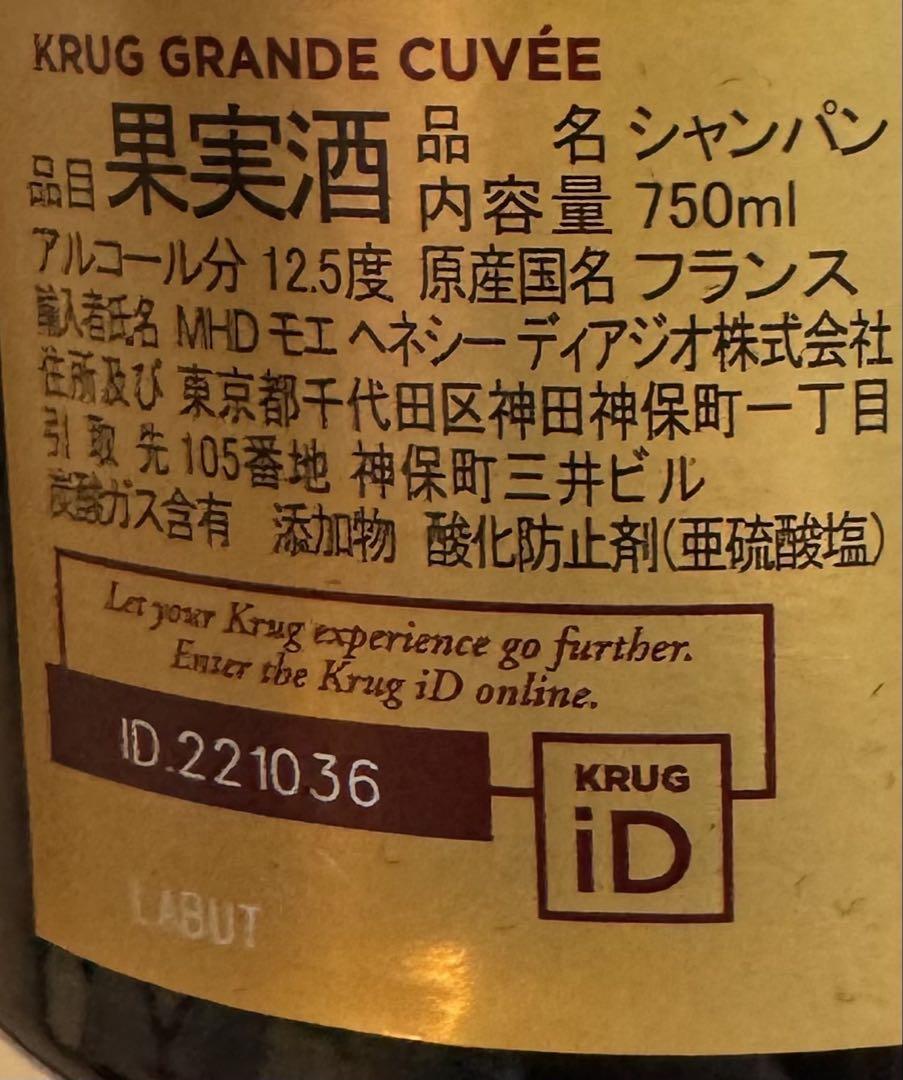 KRUG GRANDE CUVÉE
品目 果実酒 品 名 シャンパン
内容量 750ml
アルコール分 12.5度 原産国名 フランス
輸入者氏名 MHD モエ ヘネシー ディアジオ株式会社
住所及び 東京都千代田区神田神保町一丁目
引取先 105番地 神保町三井ビル
炭酸ガス含有 添加物 酸化防止剤(亜硫酸塩)
Let your Krug experience go further.
Enter the Krug iD online.
ID.221036
KRUG
iD
LABUT